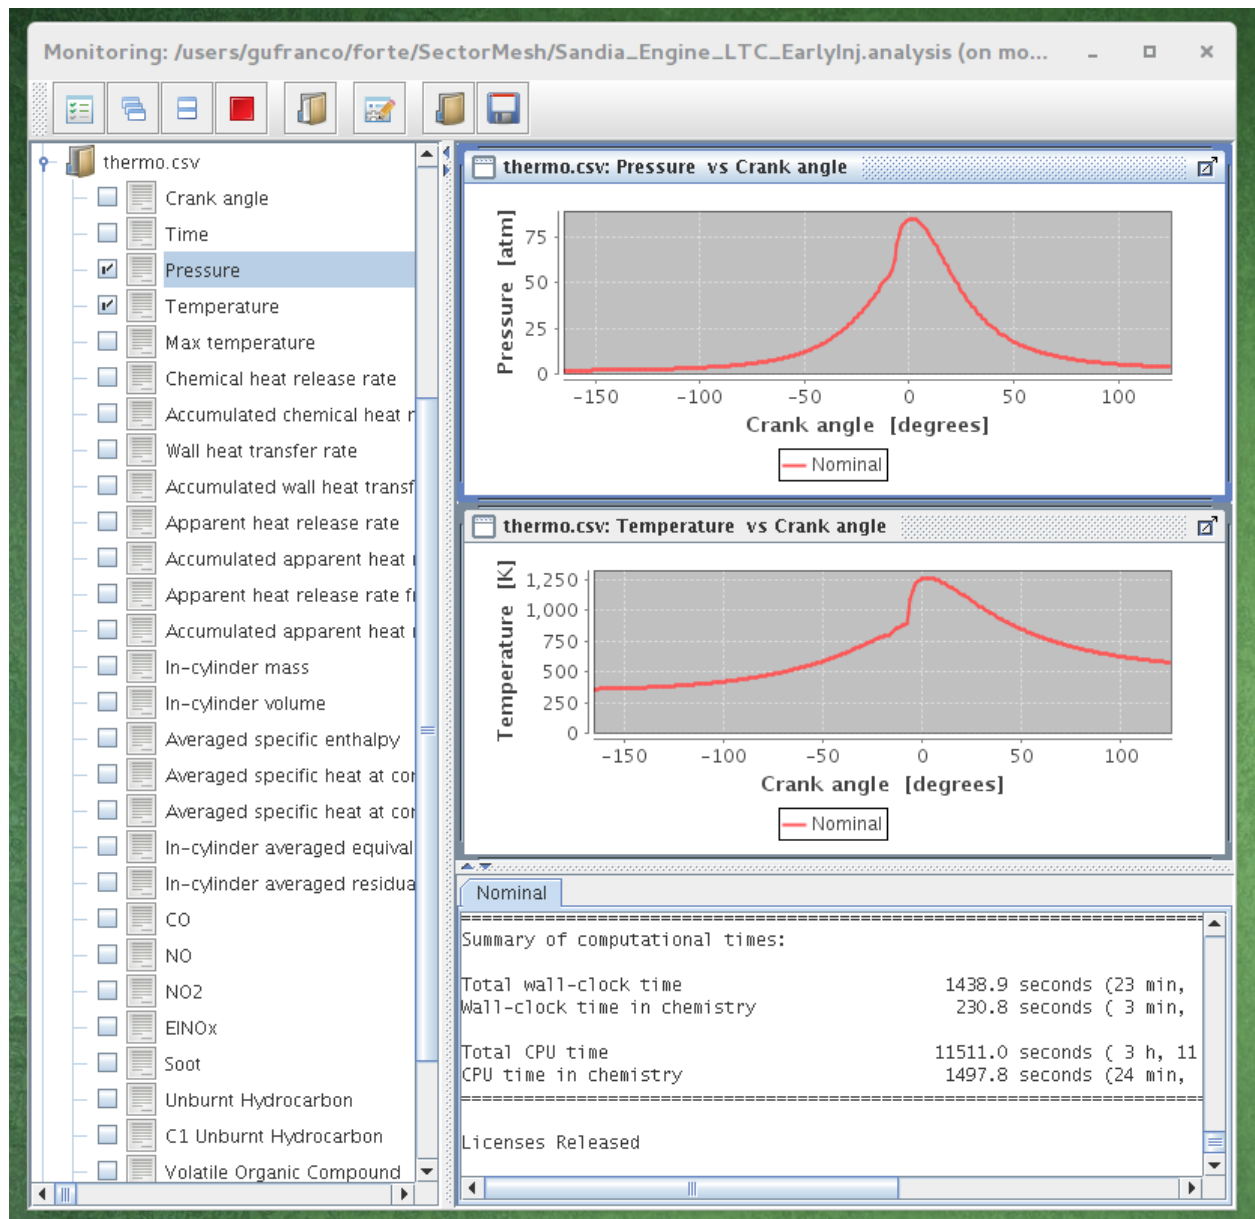 Monitoring: /users/gufranco/forte/SectorMesh/Sandia_Engine_LTC_EarlyInj.analysis (on mo...
thermo.csv
Crank angle
Time
Pressure
Temperature
Max temperature
Chemical heat release rate
Accumulated chemical heat r
Wall heat transfer rate
Accumulated wall heat transf
Apparent heat release rate
Accumulated apparent heat r
Apparent heat release rate fr
Accumulated apparent heat r
In-cylinder mass
In-cylinder volume
Averaged specific enthalpy
Averaged specific heat at con
Averaged specific heat at con
In-cylinder averaged equival
In-cylinder averaged residua
CO
NO
NO2
EINOx
Soot
Unburnt Hydrocarbon
C1 Unburnt Hydrocarbon
Volatile Organic Compound
thermo.csv: Pressure vs Crank angle
Pressure [atm]
75
50
25
0
-150 -100 -50 0 50 100
Crank angle [degrees]
Nominal
thermo.csv: Temperature vs Crank angle
Temperature [K]
1,250
1,000
750
500
250
0
-150 -100 -50 0 50 100
Crank angle [degrees]
Nominal
Nominal
================================================================
Summary of computational times:
Total wall-clock time 1438.9 seconds (23 min,
Wall-clock time in chemistry 230.8 seconds ( 3 min,
Total CPU time 11511.0 seconds ( 3 h, 11
CPU time in chemistry 1497.8 seconds (24 min,
================================================================
Licenses Released